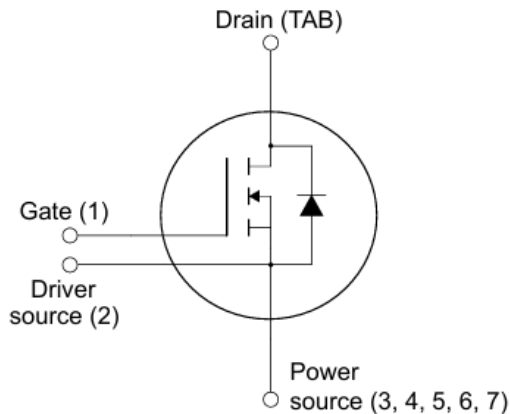 Drain (TAB)
Gate (1)
Driver
source (2)
Power
source (3, 4, 5, 6, 7)